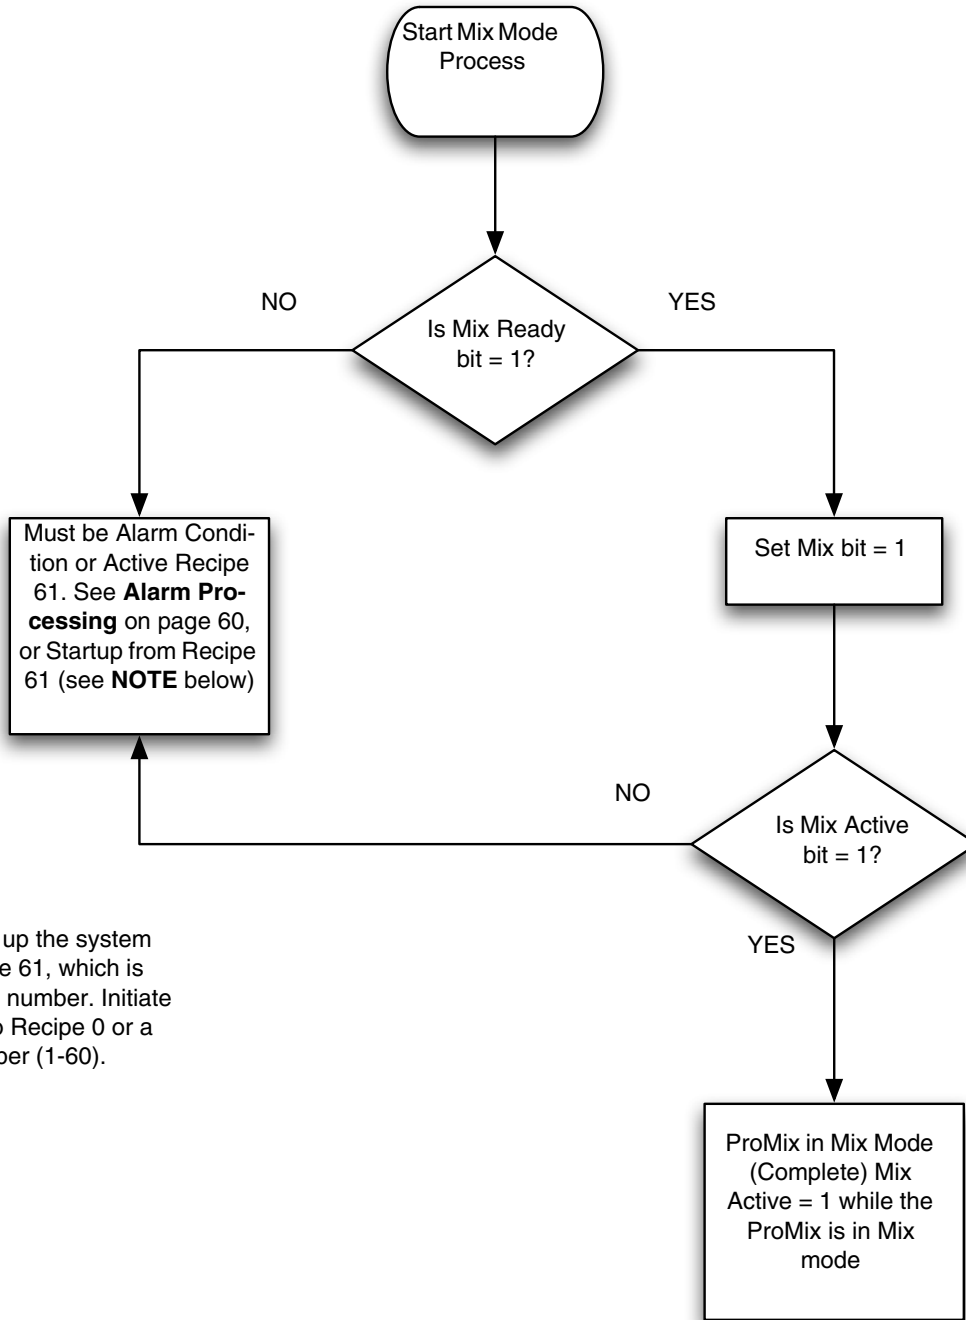 Start Mix Mode
Process
NO
YES
Is Mix Ready
bit = 1?
Must be Alarm Condi-
tion or Active Recipe
61. See Alarm Pro-
cessing on page 60,
or Startup from Recipe
61 (see NOTE below)
Set Mix bit = 1
NO
Is Mix Active
bit = 1?
YES
up the system
e 61, which is
number. Initiate
o Recipe 0 or a
ber (1-60).
ProMix in Mix Mode
(Complete) Mix
Active = 1 while the
ProMix is in Mix
mode